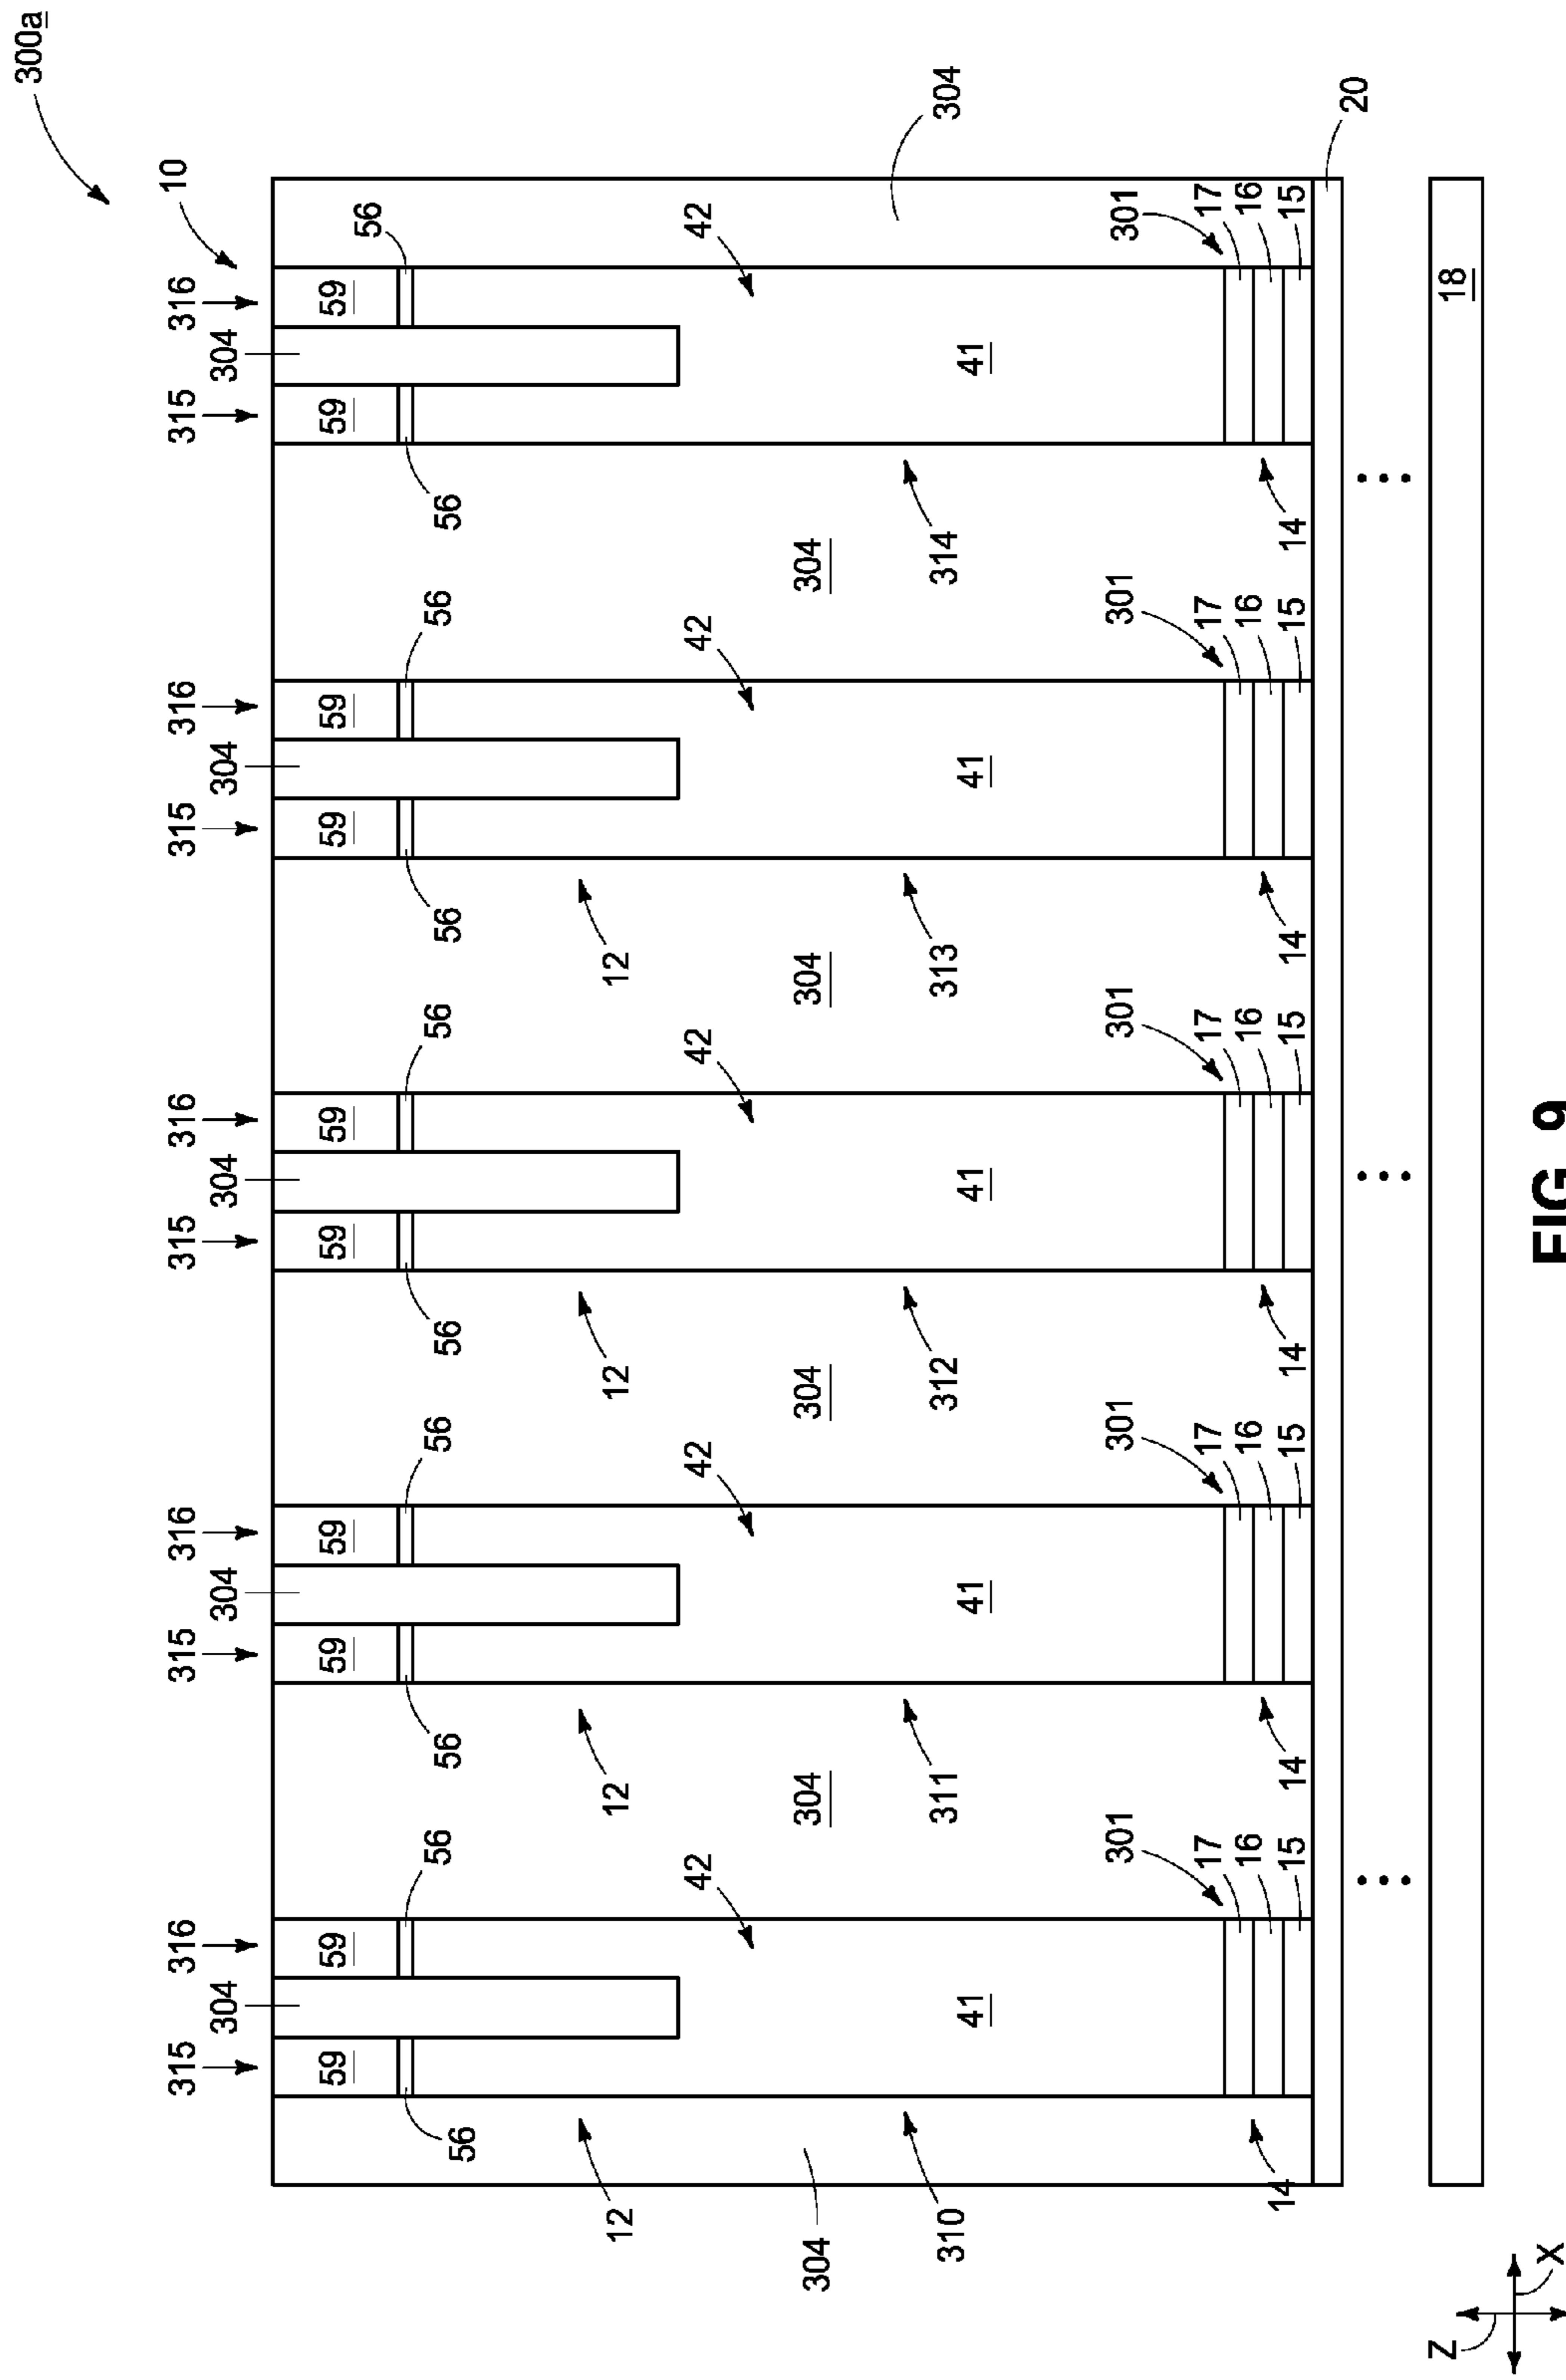 300a
10
315 316 315 316 315 316 315 316 315 316
304 304 304 304 304
59 59 59 59 59 59 59 59 59 59
56
56 56 56 56
56 56 56 56 56
12 12 12 12
42 42 42 42 42
304 304 304 304 304
310 311 312 313 314 304
41 41 41 41 41
301 301 301 301 301
17 17 17 17 17
16 16 16 16 16
14 15 14 15 14 15 14 15 14 15
20
18
Z
X
FIG 9